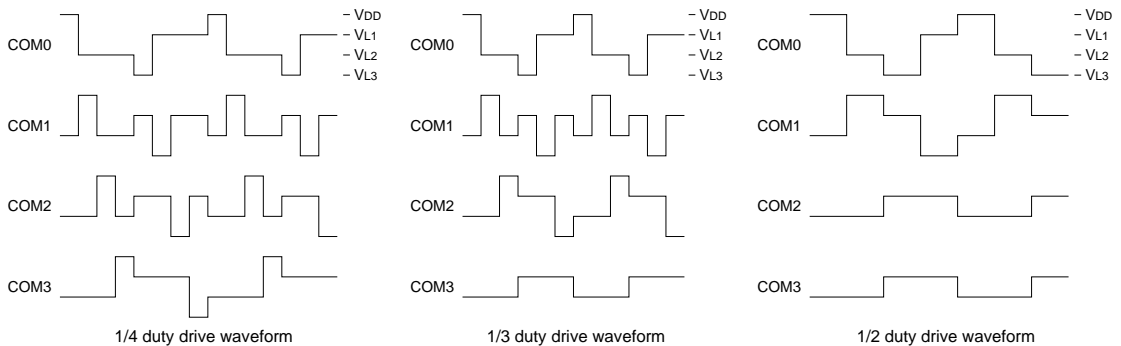 COM0
COM1
COM2
COM3
VDD
VL1
VL2
VL3
1/4 duty drive waveform
COM0
COM1
COM2
COM3
VDD
VL1
VL2
VL3
1/3 duty drive waveform
COM0
COM1
COM2
COM3
VDD
VL1
VL2
VL3
1/2 duty drive waveform